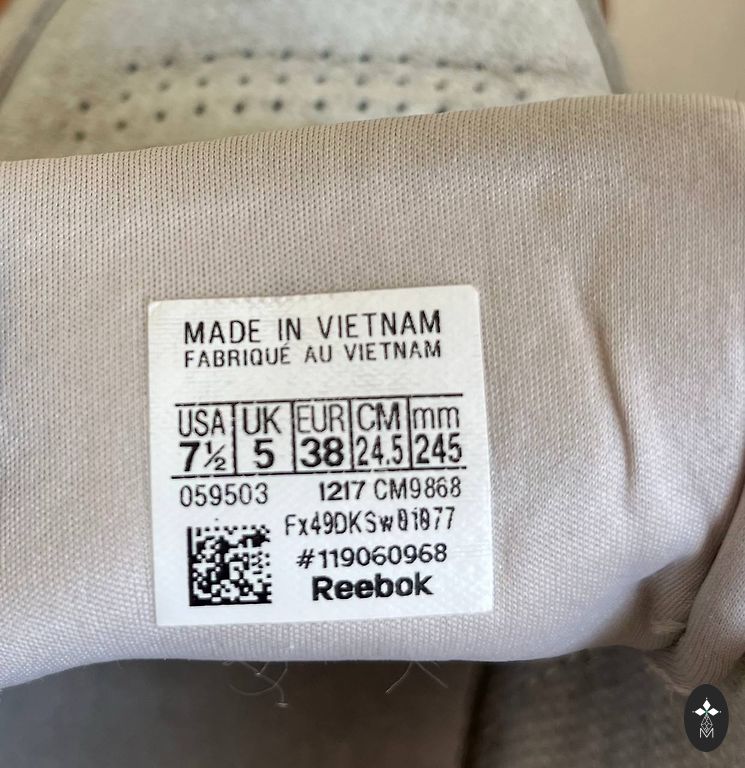 MADE IN VIETNAM
FABRIQUÉ AU VIETNAM
USA UK EUR CM mm
7½ 5 38 24.5 245
059503 1217 CM9868
#119060968
Reebok
M